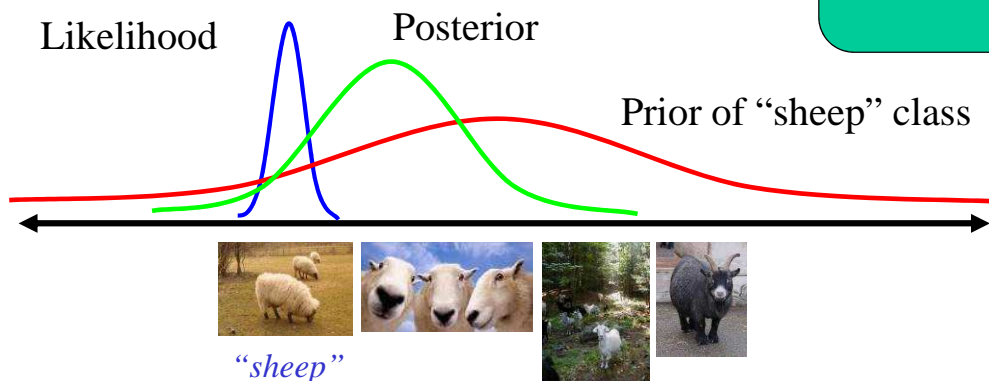 Likelihood
Posterior
Prior of “sheep” class
“sheep”